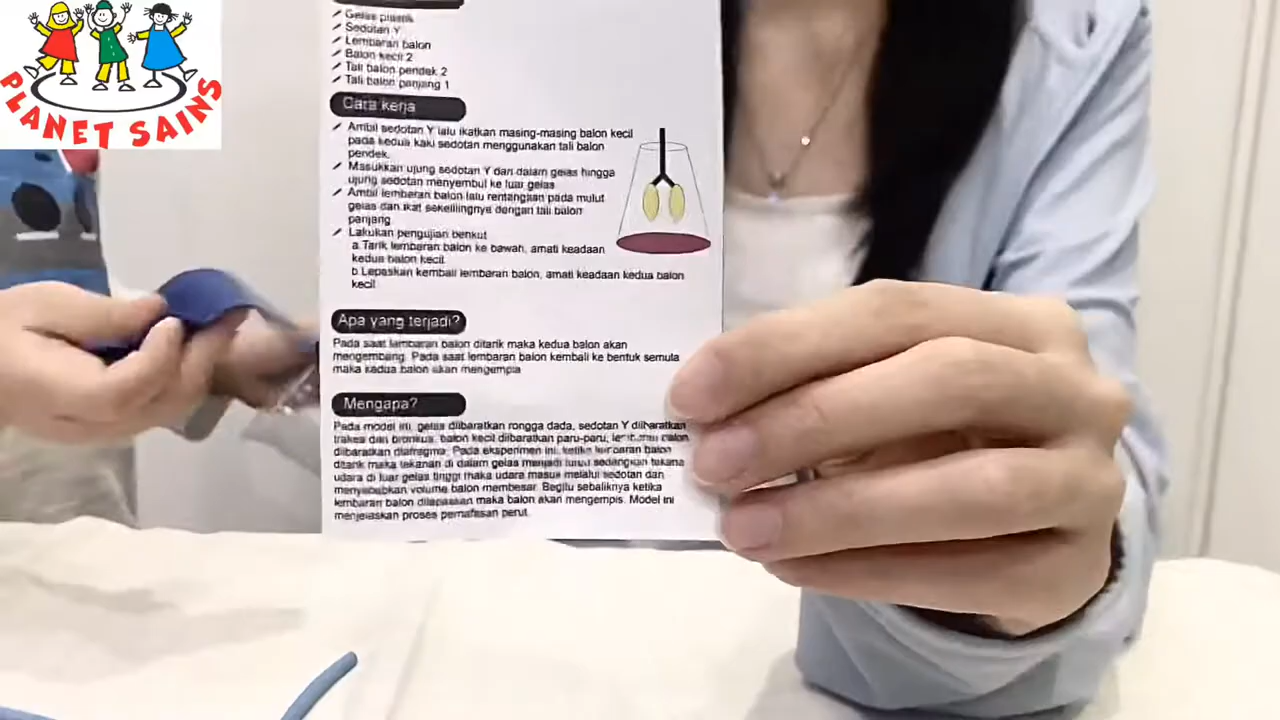 PLANET SAINS
Gelas plastik
Sedotan Y
Lembaran balon
Balon kecil 2
Tali balon pendek 2
Tali balon panjang 1
Cara kerja
Ambil sedotan Y lalu ikatkan masing-masing balon kecil
pada kedua kaki sedotan menggunakan tali balon
pendek.
Masukkan ujung sedotan Y dari dalam gelas hingga
ujung sedotan menyembul ke luar gelas
Ambil lembaran balon lalu rentangkan pada mulut
gelas dan ikat sekelilingnya dengan tali balon
panjang
Lakukan pengujian berikut
a.Tarik lembaran balon ke bawah, amati keadaan
kedua balon kecil.
b.Lepaskan kembali lembaran balon, amati keadaan kedua balon
kecil
Apa yang terjadi?
Pada saat lembaran balon ditarik maka kedua balon akan
mengembang. Pada saat lembaran balon kembali ke bentuk semula
maka kedua balon akan mengempis
Mengapa?
Pada model ini, gelas diibaratkan rongga dada, sedotan Y diibaratkan
trakea dan bronkus, balon kecil diibaratkan paru-paru, lembaran balon
diibaratkan diafragma. Pada eksperimen ini, ketika lembaran balon
ditarik maka tekanan di dalam gelas menjadi turun sedangkan tekana
udara di luar gelas tinggi maka udara masuk melalui sedotan dan
menyebabkan volume balon membesar. Begitu sebaliknya ketika
lembaran balon dilepaskan maka balon akan mengempis. Model ini
menjelaskan proses pernafasan perut.